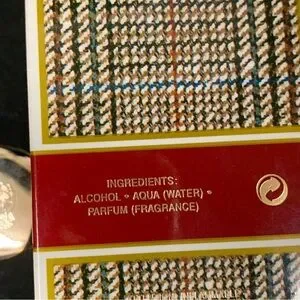 INGREDIENTS:
ALCOHOL • AQUA (WATER) •
PARFUM (FRAGRANCE)